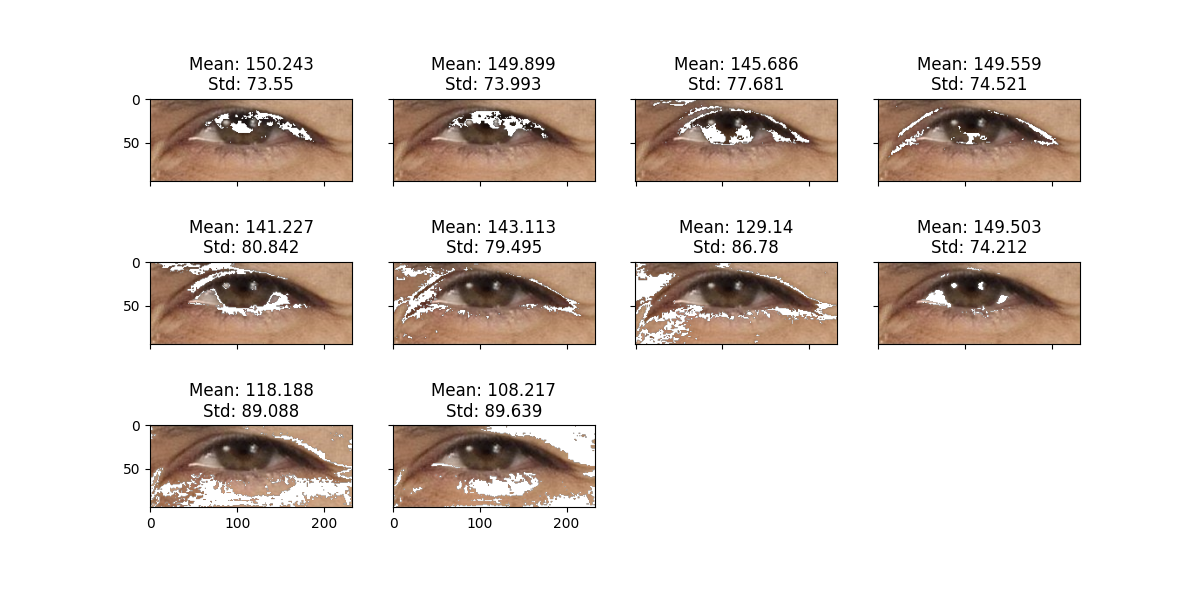 Mean: 150.243
Std: 73.55
Mean: 149.899
Std: 73.993
Mean: 145.686
Std: 77.681
Mean: 149.559
Std: 74.521
0
50
Mean: 141.227
Std: 80.842
Mean: 143.113
Std: 79.495
Mean: 129.14
Std: 86.78
Mean: 149.503
Std: 74.212
0
50
Mean: 118.188
Std: 89.088
Mean: 108.217
Std: 89.639
0
50
0 100 200
0 100 200